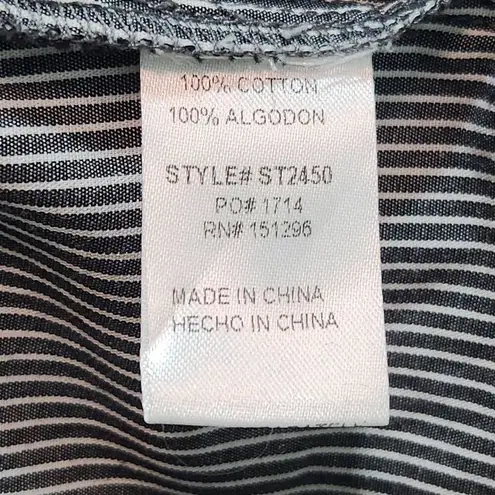 100% COTTON
100% ALGODON
STYLE# ST2450
PO# 1714
RN# 151296
MADE IN CHINA
HECHO IN CHINA